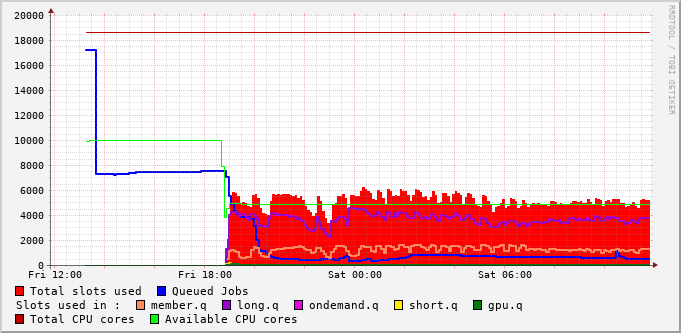 20000
18000
16000
14000
12000
10000
8000
6000
4000
2000
0
Fri 12:00 Fri 18:00 Sat 00:00 Sat 06:00
Total slots used Queued Jobs
Slots used in : member.q long.q ondemand.q short.q gpu.q
Total CPU cores Available CPU cores
RRDTOOL / TOBI OETIKER